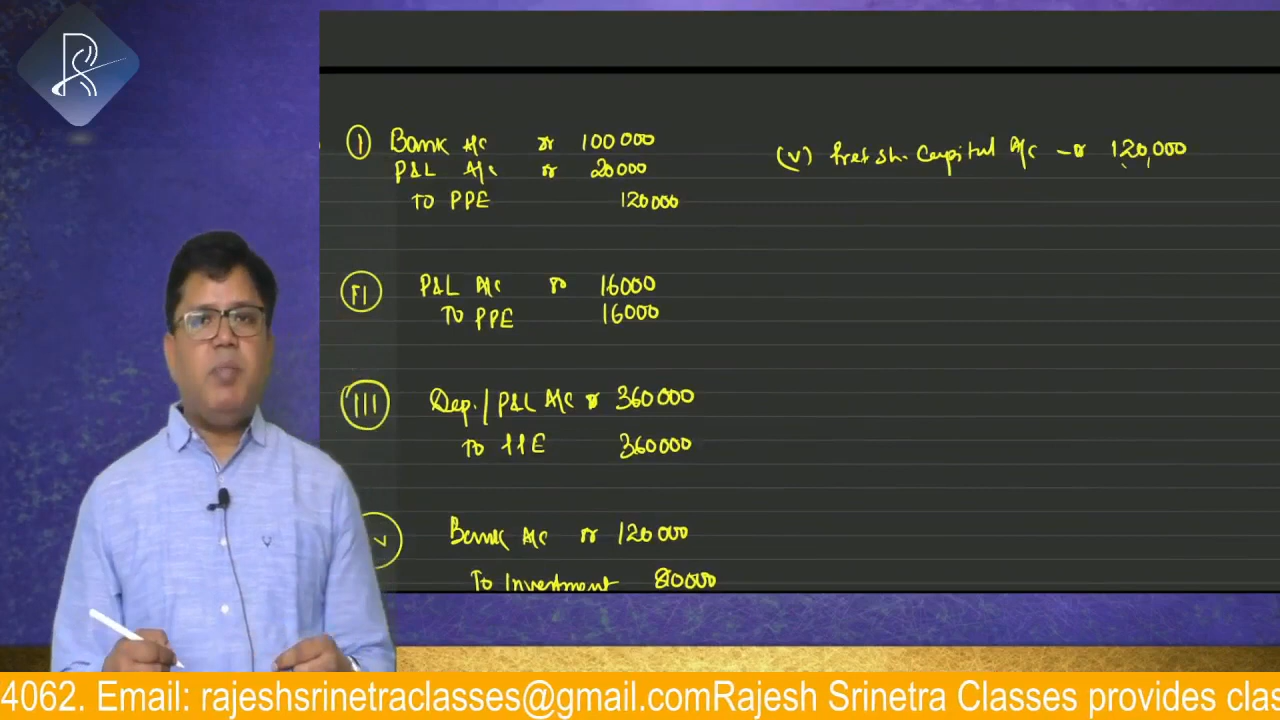 RS
I Bank A/c Dr 100000
P&L A/c Dr 20000
TO PPE 120000
II P&L A/c Dr 16000
TO PPE 16000
III Dep./P&L A/c Dr 360000
TO PPE 360000
V Bank A/c Dr 120000
To Investment 80000
(V) Pref sh. Capital A/c - Dr 120,000
4062. Email: rajeshsrinetraclasses@gmail.comRajesh Srinetra Classes provides clas